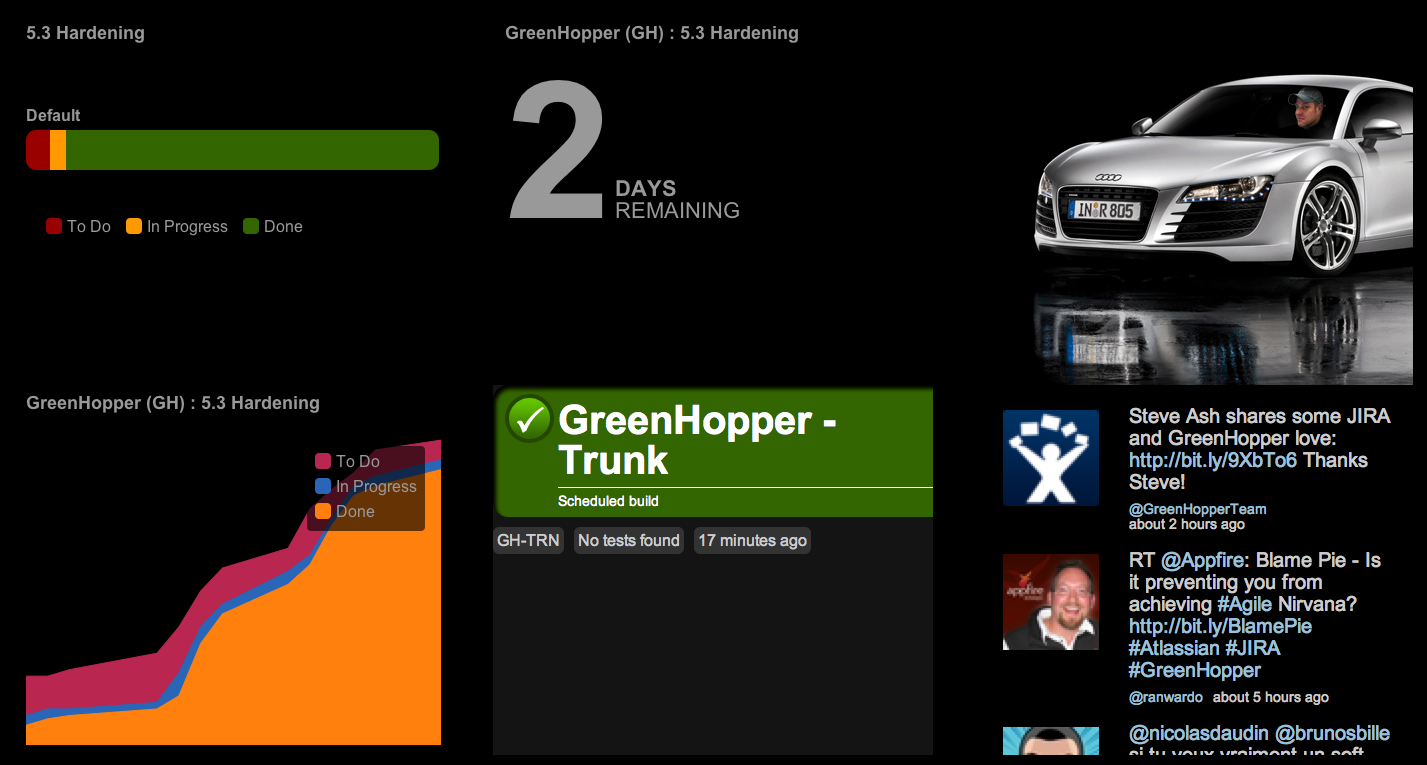 5.3 Hardening
Default
To Do In Progress Done
GreenHopper (GH) : 5.3 Hardening
2 DAYS
REMAINING
IN R 805
GreenHopper (GH) : 5.3 Hardening
To Do
In Progress
Done
GreenHopper -
Trunk
Scheduled build
GH-TRN No tests found 17 minutes ago
Steve Ash shares some JIRA
and GreenHopper love:
http://bit.ly/9XbTo6 Thanks
Steve!
@GreenHopperTeam
about 2 hours ago
appfire
RT @Appfire: Blame Pie - Is
it preventing you from
achieving #Agile Nirvana?
http://bit.ly/BlamePie
#Atlassian #JIRA
#GreenHopper
@ranwardo about 5 hours ago
@nicolasdaudin @brunosbille
si tu veux vraiment un soft